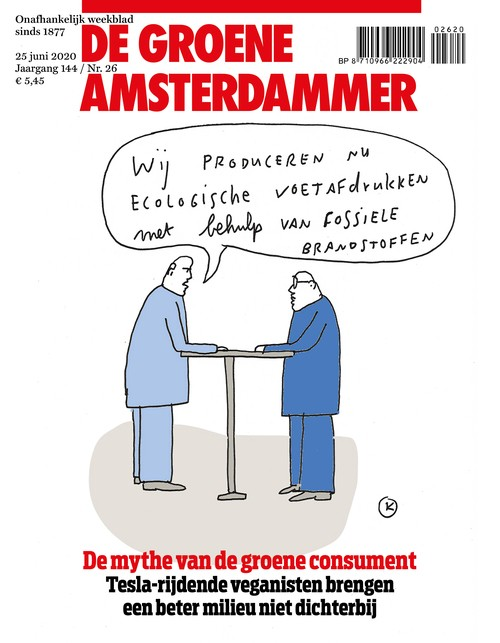 Onafhankelijk weekblad
sinds 1877
25 juni 2020
Jaargang 144 / Nr. 26
€ 5,45
DE GROENE
AMSTERDAMMER
02620
BP 8 710966 222904
Wij PRODUCEREN NU
ECOLOGISCHE VOETAFdRUKKEN
met behulp VAN FOSSIELE
BRANDSTOFFEN
K
De mythe van de groene consument
Tesla-rijdende veganisten brengen
een beter milieu niet dichterbij